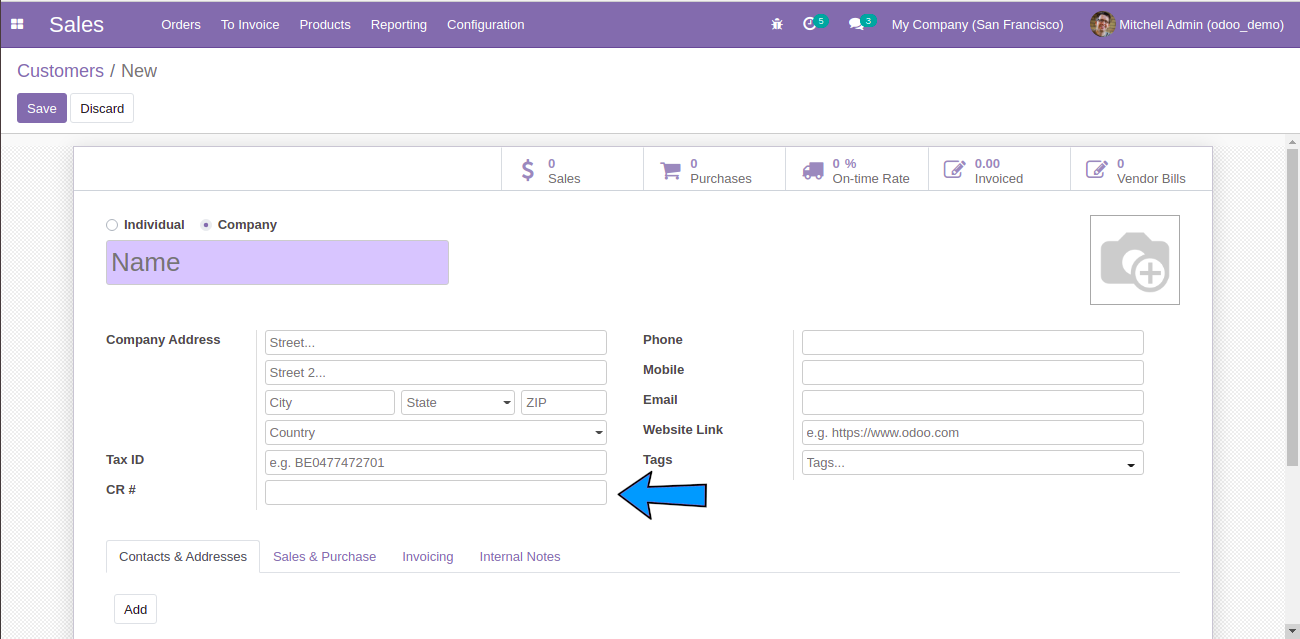 Sales Orders To Invoice Products Reporting Configuration 5 3 My Company (San Francisco) Mitchell Admin (odoo_demo)
Customers / New
Save Discard
0 0 0 % 0.00 0
Sales Purchases On-time Rate Invoiced Vendor Bills
Individual Company
Name
Company Address Street... Phone
Street 2... Mobile
City State ZIP Email
Country Website Link e.g. https://www.odoo.com
Tax ID e.g. BE0477472701 Tags Tags...
CR #
Contacts & Addresses Sales & Purchase Invoicing Internal Notes
Add